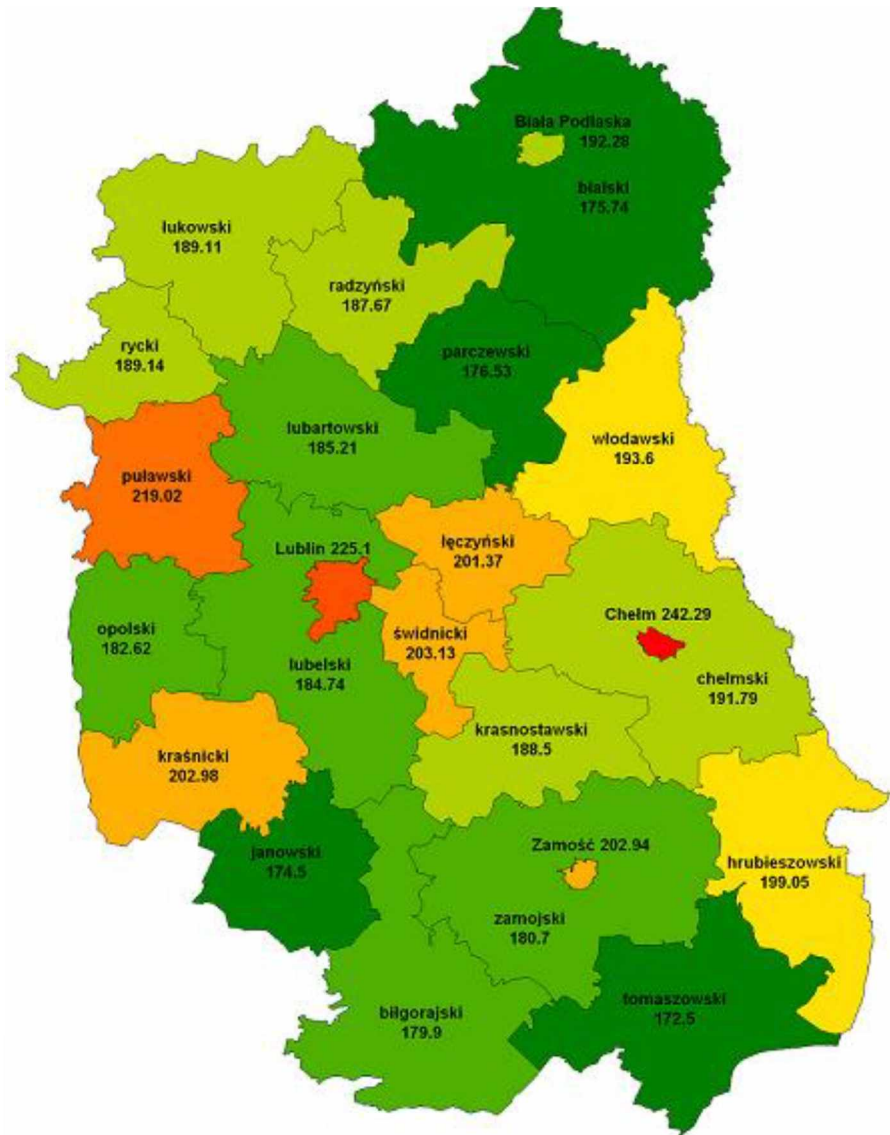 Biała Podlaska
192.28
bialski
175.74
łukowski
189.11
radzyński
187.67
rycki
189.14
parczewski
176.53
lubartowski
185.21
włodawski
193.6
puławski
219.02
Lublin 225.1
łęczyński
201.37
opolski
182.62
świdnicki
203.13
Chełm 242.29
lubelski
184.74
chelmski
191.79
krasnostawski
188.5
kraśnicki
202.98
janowski
174.5
Zamość 202.94
hrubieszowski
199.05
zamojski
180.7
tomaszowski
172.5
biłgorajski
179.9